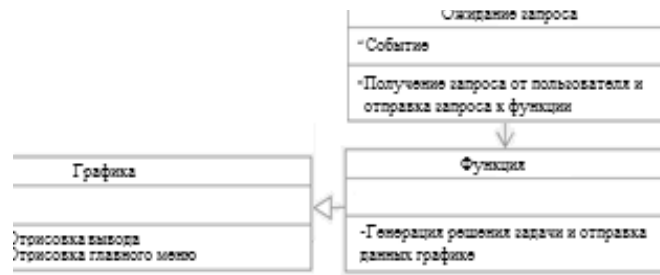 Ожидание запроса
-Событие
-Получение запроса от пользователя и
отправка запроса к функции
Графика
Функция
Отрисовка вывода
Отрисовка главного меню
-Генерация решения задачи и отправка
данных графике